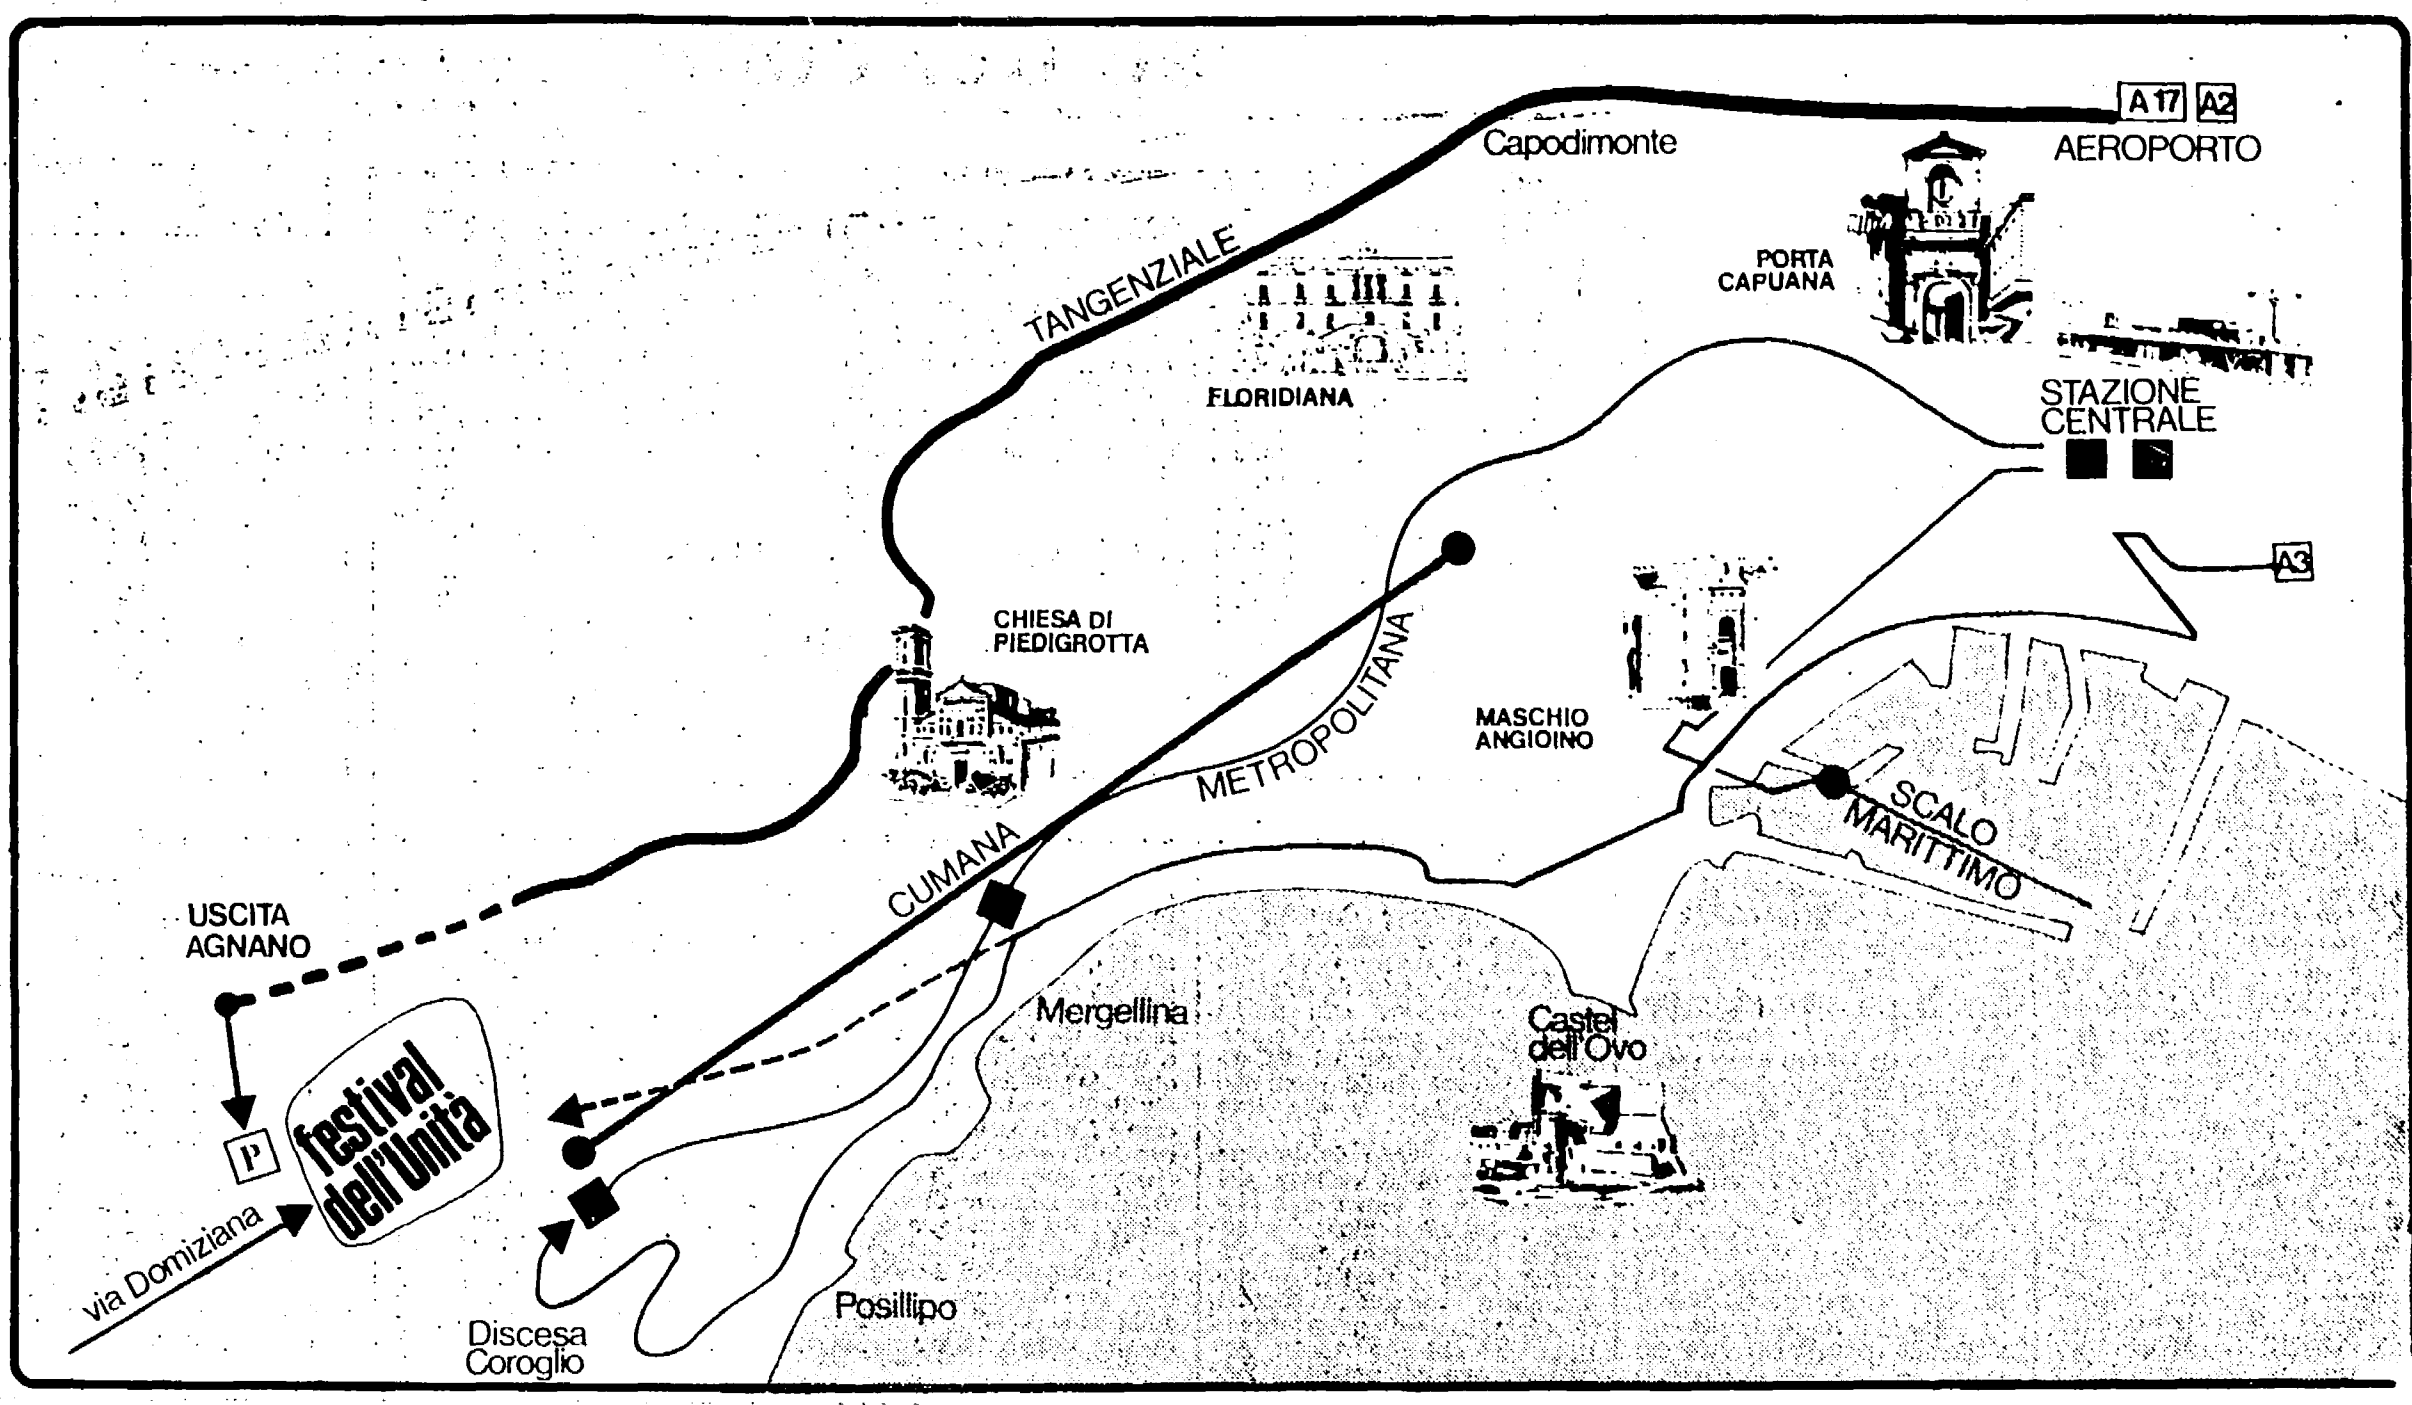 A 17 A2
AEROPORTO
Capodimonte
TANGENZIALE
PORTA
CAPUANA
FLORIDIANA
STAZIONE
CENTRALE
A3
CHIESA DI
PIEDIGROTTA
METROPOLITANA
MASCHIO
ANGIOINO
SCALO
MARITTIMO
CUMANA
USCITA
AGNANO
Mergellina
Castel
dell'Ovo
festival
dell'Unità
P
via Domiziana
Posillipo
Discesa
Coroglio